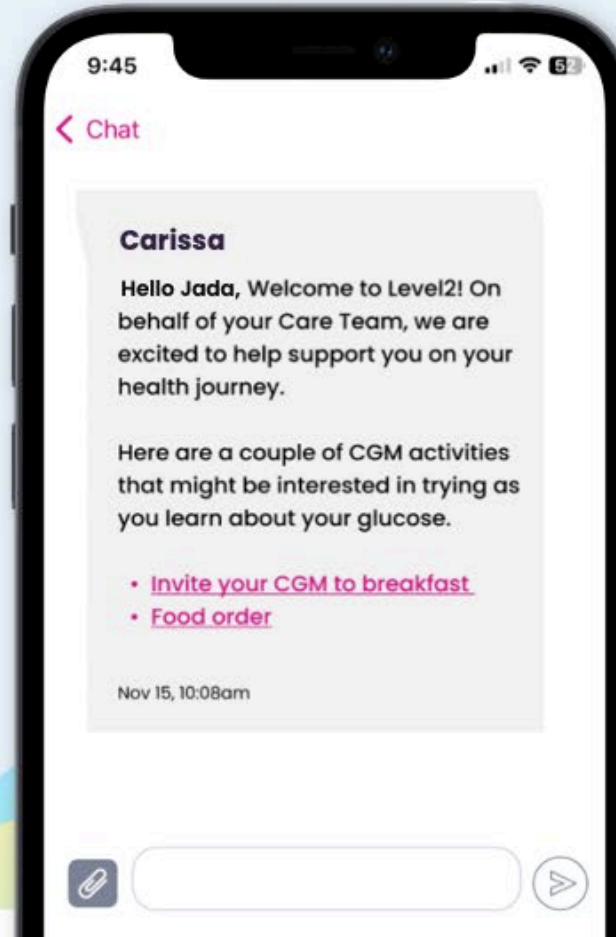 9:45
52
Chat
Carissa
Hello Jada, Welcome to Level2! On
behalf of your Care Team, we are
excited to help support you on your
health journey.
Here are a couple of CGM activities
that might be interested in trying as
you learn about your glucose.
• Invite your CGM to breakfast
• Food order
Nov 15, 10:08am